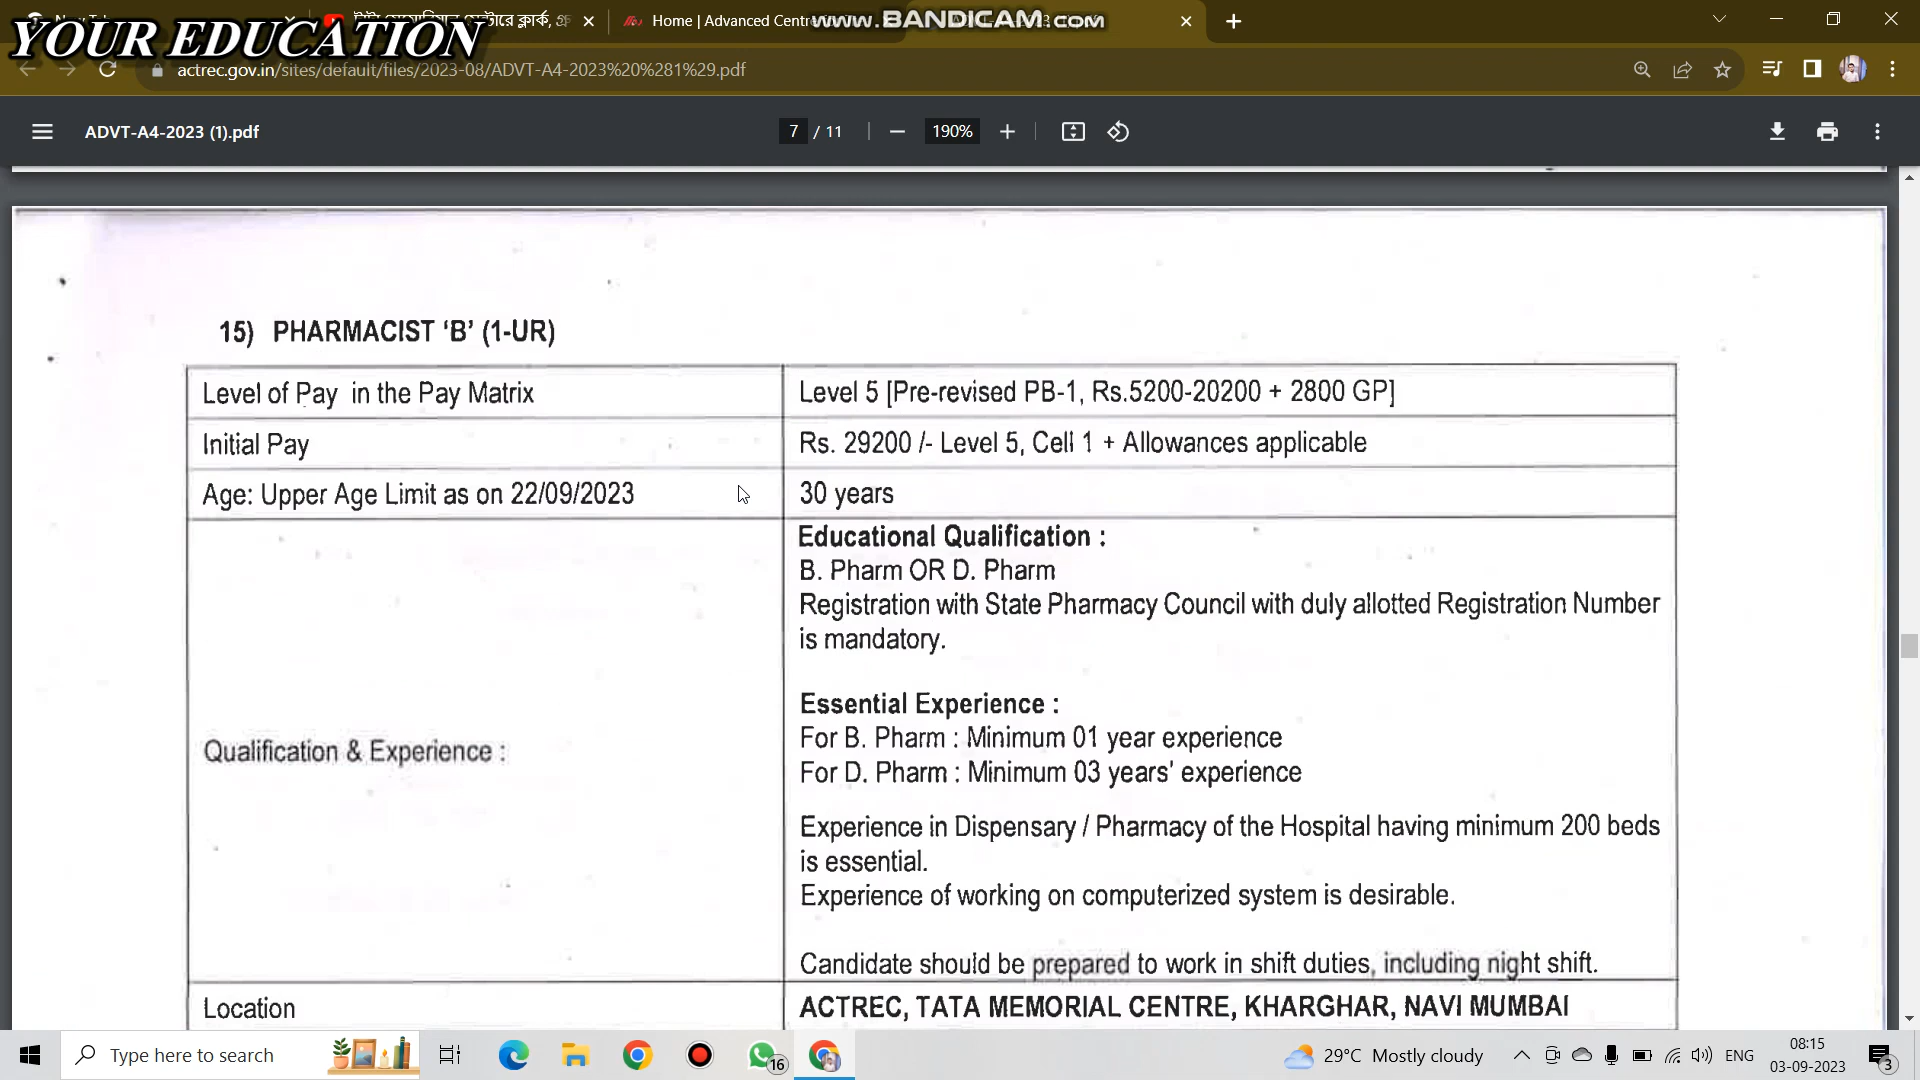 YOUR EDUCATION
Home | Advanced Centre
www.BANDICAM.com
actrec.gov.in/sites/default/files/2023-08/ADVT-A4-2023%20%281%29.pdf
ADVT-A4-2023 (1).pdf
7 / 11
190%
15) PHARMACIST 'B' (1-UR)
Level of Pay in the Pay Matrix
Level 5 [Pre-revised PB-1, Rs.5200-20200 + 2800 GP]
Initial Pay
Rs. 29200 /- Level 5, Cell 1 + Allowances applicable
Age: Upper Age Limit as on 22/09/2023
30 years
Qualification & Experience :
Educational Qualification :
B. Pharm OR D. Pharm
Registration with State Pharmacy Council with duly allotted Registration Number
is mandatory.
Essential Experience :
For B. Pharm : Minimum 01 year experience
For D. Pharm : Minimum 03 years' experience
Experience in Dispensary / Pharmacy of the Hospital having minimum 200 beds
is essential.
Experience of working on computerized system is desirable.
Candidate should be prepared to work in shift duties, including night shift.
Location
ACTREC, TATA MEMORIAL CENTRE, KHARGHAR, NAVI MUMBAI
Type here to search
16
29°C Mostly cloudy
ENG
08:15
03-09-2023
3